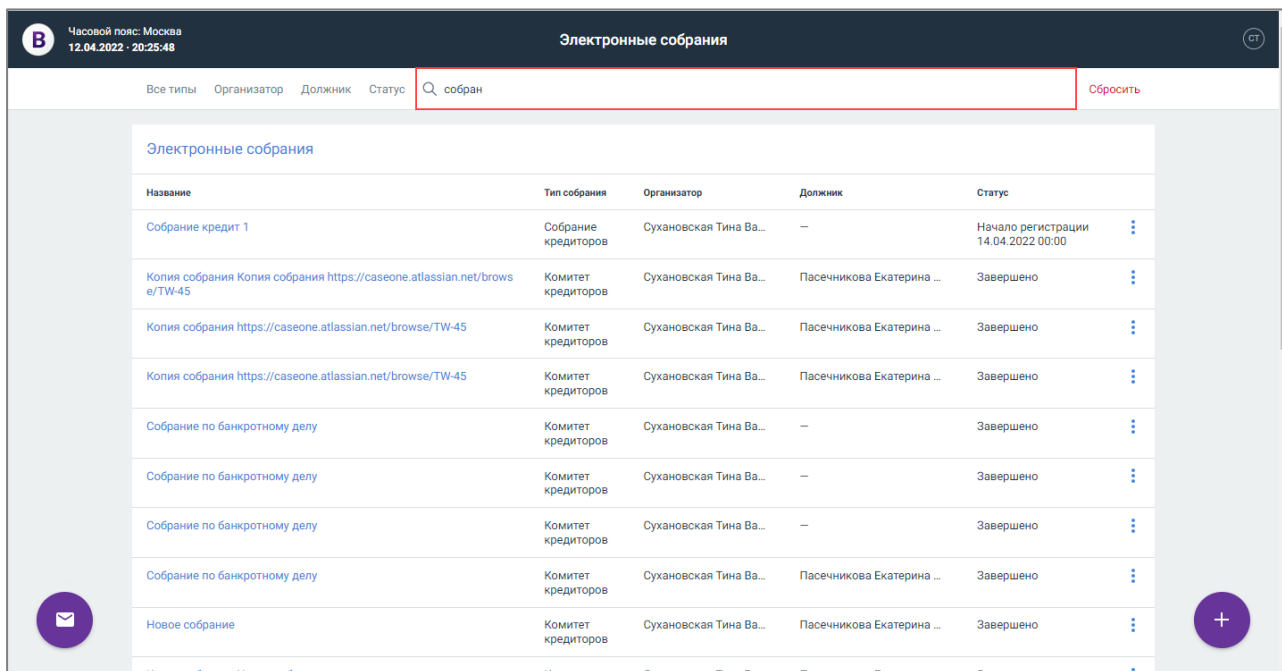 B
Часовой пояс: Москва
12.04.2022 · 20:25:48
Электронные собрания
СТ
Все типы Организатор Должник Статус собран Сбросить
Электронные собрания
Название Тип собрания Организатор Должник Статус
Собрание кредит 1 Собрание Сухановская Тина Ва... — Начало регистрации
кредиторов 14.04.2022 00:00
Копия собрания Копия собрания https://caseone.atlassian.net/brows Комитет Сухановская Тина Ва... Пасечникова Екатерина ... Завершено
e/TW-45 кредиторов
Копия собрания https://caseone.atlassian.net/browse/TW-45 Комитет Сухановская Тина Ва... Пасечникова Екатерина ... Завершено
кредиторов
Копия собрания https://caseone.atlassian.net/browse/TW-45 Комитет Сухановская Тина Ва... Пасечникова Екатерина ... Завершено
кредиторов
Собрание по банкротному делу Комитет Сухановская Тина Ва... — Завершено
кредиторов
Собрание по банкротному делу Комитет Сухановская Тина Ва... — Завершено
кредиторов
Собрание по банкротному делу Комитет Сухановская Тина Ва... — Завершено
кредиторов
Собрание по банкротному делу Комитет Сухановская Тина Ва... Пасечникова Екатерина ... Завершено
кредиторов
Новое собрание Комитет Сухановская Тина Ва... Пасечникова Екатерина ... Завершено
кредиторов